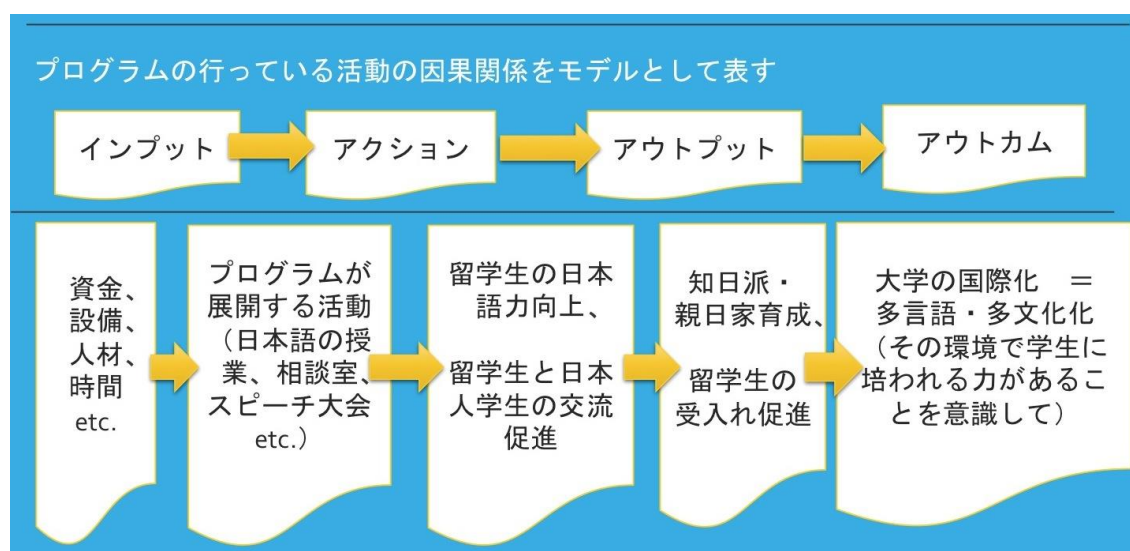 プログラムの行っている活動の因果関係をモデルとして表す
インプット
アクション
アウトプット
アウトカム
資金、
設備、
人材、
時間
etc.
プログラムが
展開する活動
（日本語の授
業、相談室、
スピーチ大会
etc.）
留学生の日本
語力向上、
留学生と日本
人学生の交流
促進
知日派・
親日家育成、
留学生の
受入れ促進
大学の国際化　＝
多言語・多文化化
（その環境で学生に
培われる力があるこ
とを意識して）